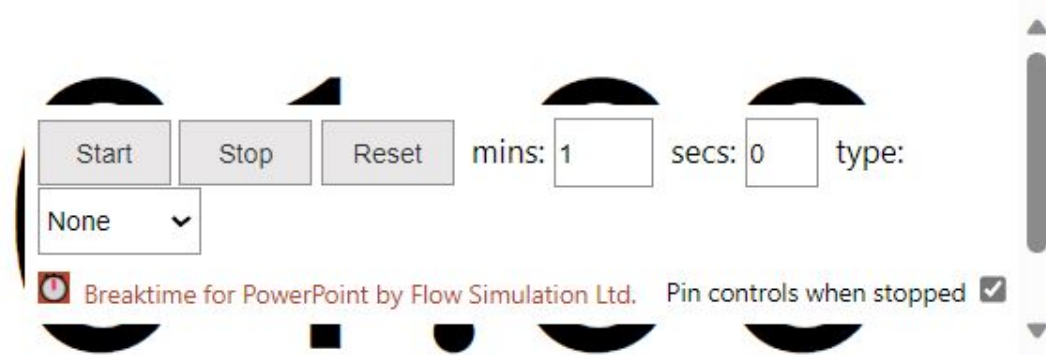 Start Stop Reset mins: 1 secs: 0 type:
None
Breaktime for PowerPoint by Flow Simulation Ltd. Pin controls when stopped